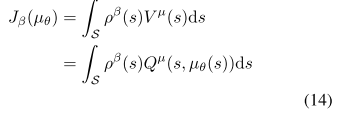 J_β(μ_θ) = ∫_S ρ^β(s)V^μ(s)ds
= ∫_S ρ^β(s)Q^μ(s, μ_θ(s))ds
(14)